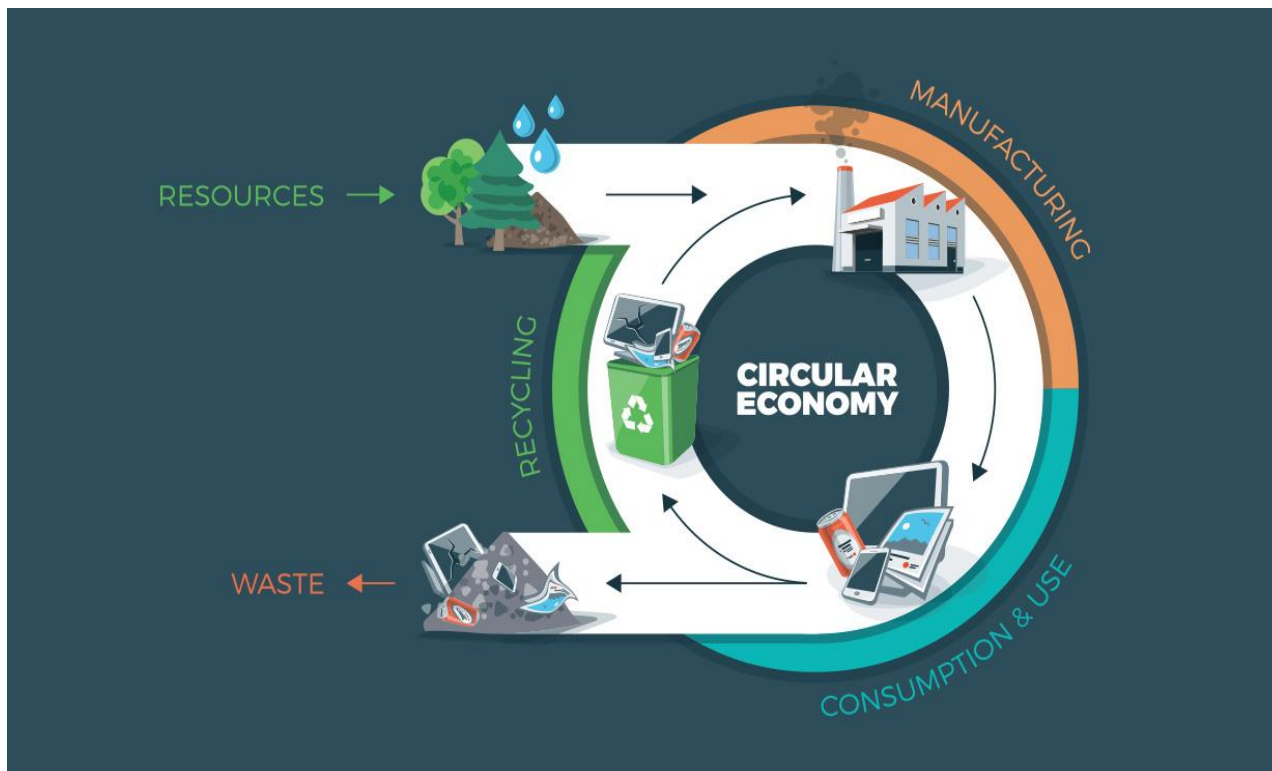 MANUFACTURING
RESOURCES
RECYCLING
CIRCULAR
ECONOMY
WASTE
CONSUMPTION & USE